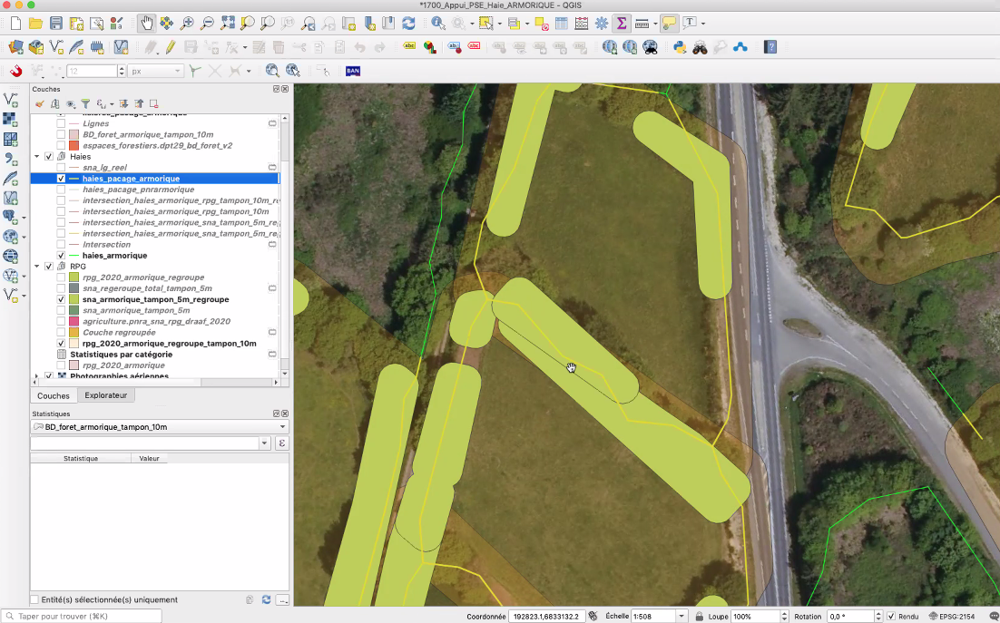 *1700_Appui_PSE_Haie_ARMORIQUE - QGIS
12
px
BAN
Couches
Lignes
BD_foret_armorique_tampon_10m
espaces_forestiers.dpt29_bd_foret_v2
Haies
sna_lg_reel
haies_pacage_armorique
haies_pacage_pnrarmorique
intersection_haies_armorique_rpg_tampon_10m_re
intersection_haies_armorique_rpg_tampon_10m
intersection_haies_armorique_sna_tampon_5m_re
intersection_haies_armorique_sna_tampon_5m
Intersection
haies_armorique
RPG
rpg_2020_armorique_regroupe
sna_regeroupe_total_tampon_5m
sna_armorique_tampon_5m_regroupe
sna_armorique_tampon_5m
agriculture.pnra_sna_rpg_draaf_2020
Couche regroupée
rpg_2020_armorique_regroupe_tampon_10m
Statistiques par catégorie
rpg_2020_armorique
Photographies aériennes
Couches Explorateur
Statistiques
BD_foret_armorique_tampon_10m
Statistique Valeur
Entité(s) sélectionnée(s) uniquement
Taper pour trouver (⌘K)
Coordonnée 192823.1,6833132.2 Échelle 1:508 Loupe 100% Rotation 0,0 ° Rendu EPSG:2154